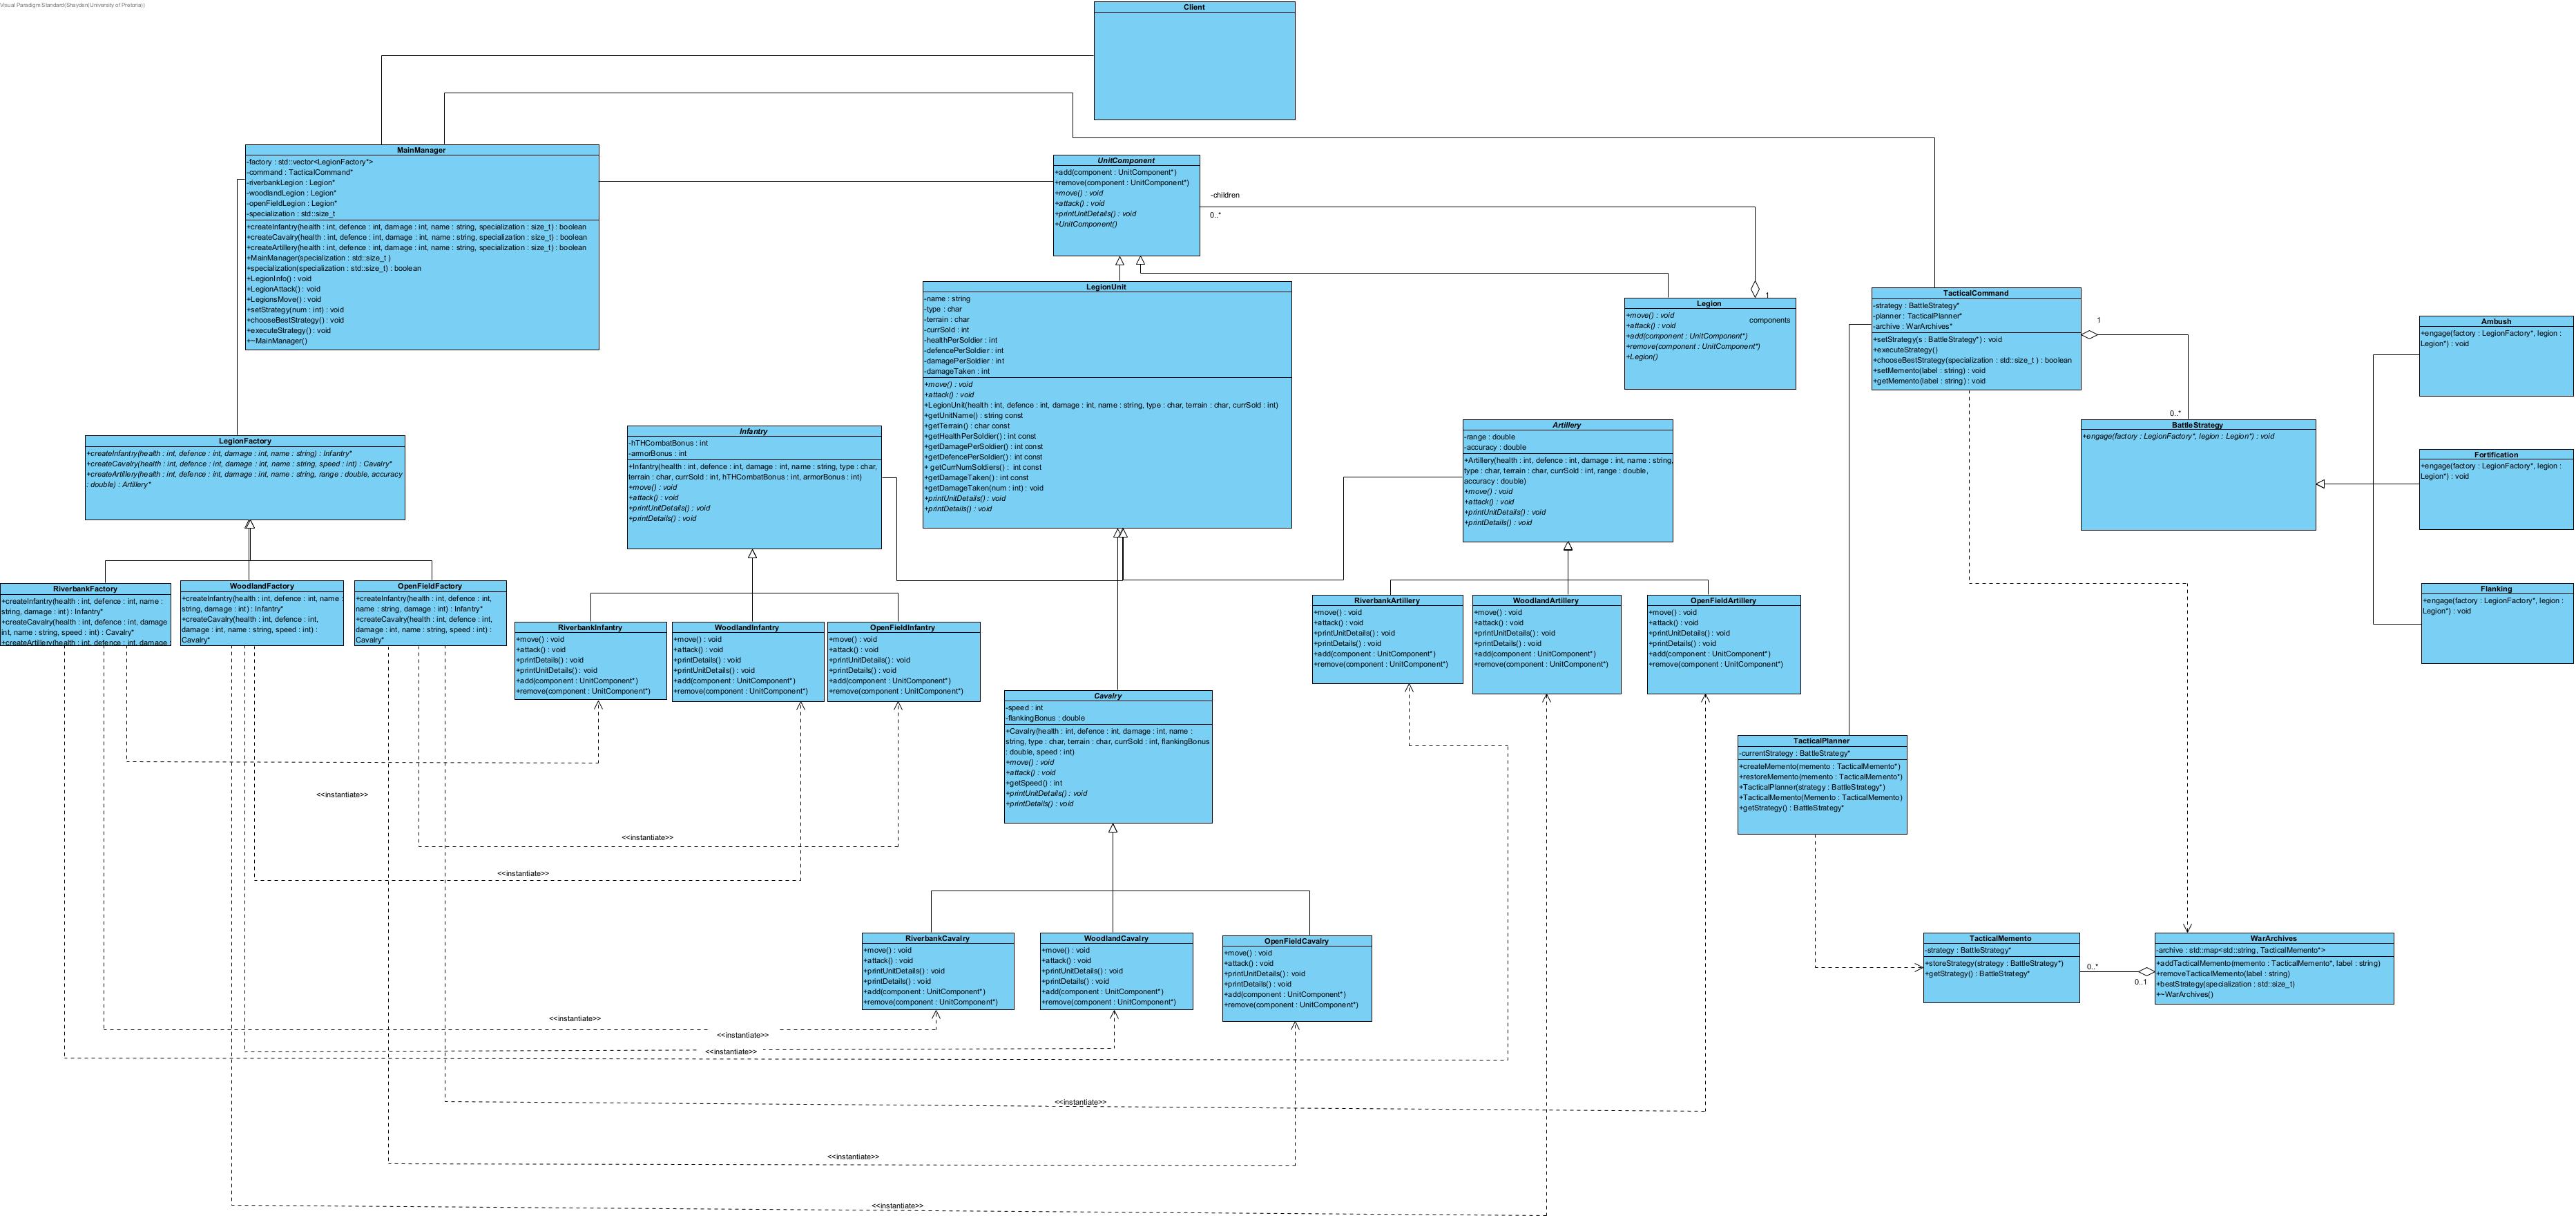 Visual Paradigm Standard(Shayden(University of Pretoria))
Client
MainManager
-factory : std::vector<LegionFactory*>
-command : TacticalCommand*
-riverbankLegion : Legion*
-woodlandLegion : Legion*
-openFieldLegion : Legion*
-specialization : std::size_t
+createInfantry(health : int, defence : int, damage : int, name : string, specialization : size_t) : boolean
+createCavalry(health : int, defence : int, damage : int, name : string, specialization : size_t) : boolean
+createArtillery(health : int, defence : int, damage : int, name : string, specialization : size_t) : boolean
+MainManager(specialization : std::size_t )
+specialization(specialization : std::size_t) : boolean
+LegionInfo() : void
+LegionAttack() : void
+LegionsMove() : void
+setStrategy(num : int) : void
+chooseBestStrategy() : void
+executeStrategy() : void
+~MainManager()
UnitComponent
+add(component : UnitComponent*)
+remove(component : UnitComponent*)
+move() : void
+attack() : void
+printUnitDetails() : void
+UnitComponent()
-children
0..*
1
components
LegionUnit
-name : string
-type : char
-terrain : char
-currSold : int
-healthPerSoldier : int
-defencePerSoldier : int
-damagePerSoldier : int
-damageTaken : int
+move() : void
+attack() : void
+LegionUnit(health : int, defence : int, damage : int, name : string, type : char, terrain : char, currSold : int)
+getUnitName() : string const
+getTerrain() : char const
+getHealthPerSoldier() : int const
+getDamagePerSoldier() : int const
+getDefencePerSoldier() : int const
+ getCurrNumSoldiers() :  int const
+getDamageTaken() : int const
+getDamageTaken(num : int) : void
+printUnitDetails() : void
+printDetails() : void
Legion
+move() : void
+attack() : void
+add(component : UnitComponent*)
+remove(component : UnitComponent*)
+Legion()
TacticalCommand
-strategy : BattleStrategy*
-planner : TacticalPlanner*
-archive : WarArchives*
+setStrategy(s : BattleStrategy*) : void
+executeStrategy()
+chooseBestStrategy(specialization : std::size_t ) : boolean
+setMemento(label : string) : void
+getMemento(label : string) : void
1
0..*
BattleStrategy
+engage(factory : LegionFactory*, legion : Legion*) : void
Ambush
+engage(factory : LegionFactory*, legion :
Legion*) : void
Fortification
+engage(factory : LegionFactory*, legion :
Legion*) : void
Flanking
+engage(factory : LegionFactory*, legion :
Legion*) : void
LegionFactory
+createInfantry(health : int, defence : int, damage : int, name : string) : Infantry*
+createCavalry(health : int, defence : int, damage : int, name : string, speed : int) : Cavalry*
+createArtillery(health : int, defence : int, damage : int, name : string, range : double, accuracy
: double) : Artillery*
Infantry
-hTHCombatBonus : int
-armorBonus : int
+Infantry(health : int, defence : int, damage : int, name : string, type : char,
terrain : char, currSold : int, hTHCombatBonus : int, armorBonus : int)
+move() : void
+attack() : void
+printUnitDetails() : void
+printDetails() : void
Artillery
-range : double
-accuracy : double
+Artillery(health : int, defence : int, damage : int, name : string,
type : char, terrain : char, currSold : int, range : double,
accuracy : double)
+move() : void
+attack() : void
+printUnitDetails() : void
+printDetails() : void
RiverbankFactory
+createInfantry(health : int, defence : int, name :
string, damage : int) : Infantry*
+createCavalry(health : int, defence : int, damage :
int, name : string, speed : int) : Cavalry*
+createArtillery(health : int, defence : int, damage :
WoodlandFactory
+createInfantry(health : int, defence : int, name :
string, damage : int) : Infantry*
+createCavalry(health : int, defence : int,
damage : int, name : string, speed : int) :
Cavalry*
OpenFieldFactory
+createInfantry(health : int, defence : int,
name : string, damage : int) : Infantry*
+createCavalry(health : int, defence : int,
damage : int, name : string, speed : int) :
Cavalry*
RiverbankInfantry
+move() : void
+attack() : void
+printDetails() : void
+printUnitDetails() : void
+add(component : UnitComponent*)
+remove(component : UnitComponent*)
WoodlandInfantry
+move() : void
+attack() : void
+printDetails() : void
+printUnitDetails() : void
+add(component : UnitComponent*)
+remove(component : UnitComponent*)
OpenFieldInfantry
+move() : void
+attack() : void
+printUnitDetails() : void
+printDetails() : void
+add(component : UnitComponent*)
+remove(component : UnitComponent*)
RiverbankArtillery
+move() : void
+attack() : void
+printUnitDetails() : void
+printDetails() : void
+add(component : UnitComponent*)
+remove(component : UnitComponent*)
WoodlandArtillery
+move() : void
+attack() : void
+printUnitDetails() : void
+printDetails() : void
+add(component : UnitComponent*)
+remove(component : UnitComponent*)
OpenFieldArtillery
+move() : void
+attack() : void
+printUnitDetails() : void
+printDetails() : void
+add(component : UnitComponent*)
+remove(component : UnitComponent*)
Cavalry
-speed : int
-flankingBonus : double
+Cavalry(health : int, defence : int, damage : int, name :
string, type : char, terrain : char, currSold : int, flankingBonus
: double, speed : int)
+move() : void
+attack() : void
+getSpeed() : int
+printUnitDetails() : void
+printDetails() : void
TacticalPlanner
-currentStrategy : BattleStrategy*
+createMemento(memento : TacticalMemento*)
+restoreMemento(memento : TacticalMemento*)
+TacticalPlanner(strategy : BattleStrategy*)
+TacticalMemento(Memento : TacticalMemento)
+getStrategy() : BattleStrategy*
<<instantiate>>
<<instantiate>>
<<instantiate>>
RiverbankCavalry
+move() : void
+attack() : void
+printUnitDetails() : void
+printDetails() : void
+add(component : UnitComponent*)
+remove(component : UnitComponent*)
WoodlandCavalry
+move() : void
+attack() : void
+printUnitDetails() : void
+printDetails() : void
+add(component : UnitComponent*)
+remove(component : UnitComponent*)
OpenFieldCavalry
+move() : void
+attack() : void
+printUnitDetails() : void
+printDetails() : void
+add(component : UnitComponent*)
+remove(component : UnitComponent*)
TacticalMemento
-strategy : BattleStrategy*
+storeStrategy(strategy : BattleStrategy*)
+getStrategy() : BattleStrategy*
0..*
0..1
WarArchives
-archive : std::map<std::string, TacticalMemento*>
+addTacticalMemento(memento : TacticalMemento*, label : string)
+removeTacticalMemento(label : string)
+bestStrategy(specialization : std::size_t)
+~WarArchives()
<<instantiate>>
<<instantiate>>
<<instantiate>>
<<instantiate>>
<<instantiate>>
<<instantiate>>